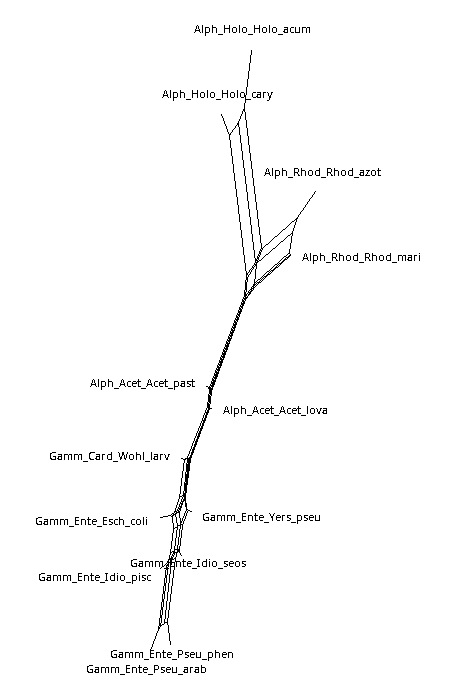 Alph_Holo_Holo_acum
Alph_Holo_Holo_cary
Alph_Rhod_Rhod_azot
Alph_Rhod_Rhod_mari
Alph_Acet_Acet_past
Alph_Acet_Acet_lova
Gamm_Card_Wohl_larv
Gamm_Ente_Yers_pseu
Gamm_Ente_Esch_coli
Gamm_Ente_Idio_seos
Gamm_Ente_Idio_pisc
Gamm_Ente_Pseu_phen
Gamm_Ente_Pseu_arab